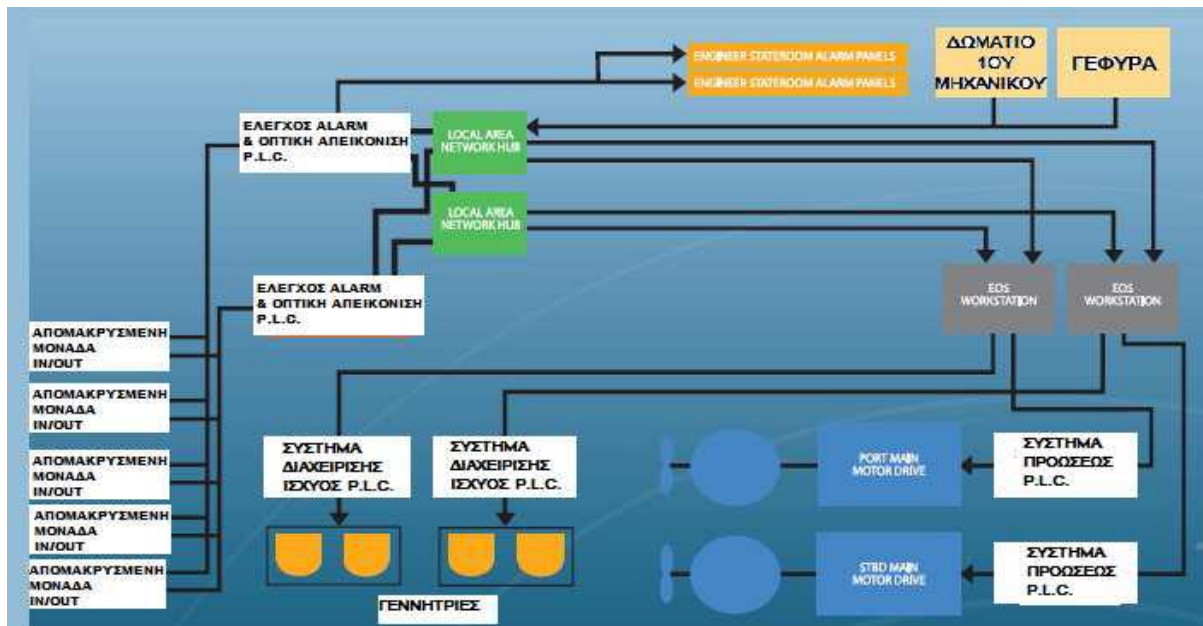 ENGINEER STATEROOM ALARM PANELS
ENGINEER STATEROOM ALARM PANELS
ΔΩΜΑΤΙΟ
1ΟΥ
ΜΗΧΑΝΙΚΟΥ
ΓΕΦΥΡΑ
ΕΛΕΓΧΟΣ ALARM
& ΟΠΤΙΚΗ ΑΠΕΙΚΟΝΙΣΗ
P.L.C.
LOCAL AREA
NETWORK HUB
LOCAL AREA
NETWORK HUB
ΕΛΕΓΧΟΣ ALARM
& ΟΠΤΙΚΗ ΑΠΕΙΚΟΝΙΣΗ
P.L.C.
EOS
WORKSTATION
EOS
WORKSTATION
ΑΠΟΜΑΚΡΥΣΜΕΝΗ
ΜΟΝΑΔΑ
IN/OUT
ΑΠΟΜΑΚΡΥΣΜΕΝΗ
ΜΟΝΑΔΑ
IN/OUT
ΑΠΟΜΑΚΡΥΣΜΕΝΗ
ΜΟΝΑΔΑ
IN/OUT
ΑΠΟΜΑΚΡΥΣΜΕΝΗ
ΜΟΝΑΔΑ
IN/OUT
ΑΠΟΜΑΚΡΥΣΜΕΝΗ
ΜΟΝΑΔΑ
IN/OUT
ΣΥΣΤΗΜΑ
ΔΙΑΧΕΙΡΙΣΗΣ
ΙΣΧΥΟΣ P.L.C.
ΣΥΣΤΗΜΑ
ΔΙΑΧΕΙΡΙΣΗΣ
ΙΣΧΥΟΣ P.L.C.
PORT MAIN
MOTOR DRIVE
ΣΥΣΤΗΜΑ
ΠΡΟΩΣΕΩΣ
P.L.C.
STBD MAIN
MOTOR DRIVE
ΣΥΣΤΗΜΑ
ΠΡΟΩΣΕΩΣ
P.L.C.
ΓΕΝΝΗΤΡΙΕΣ